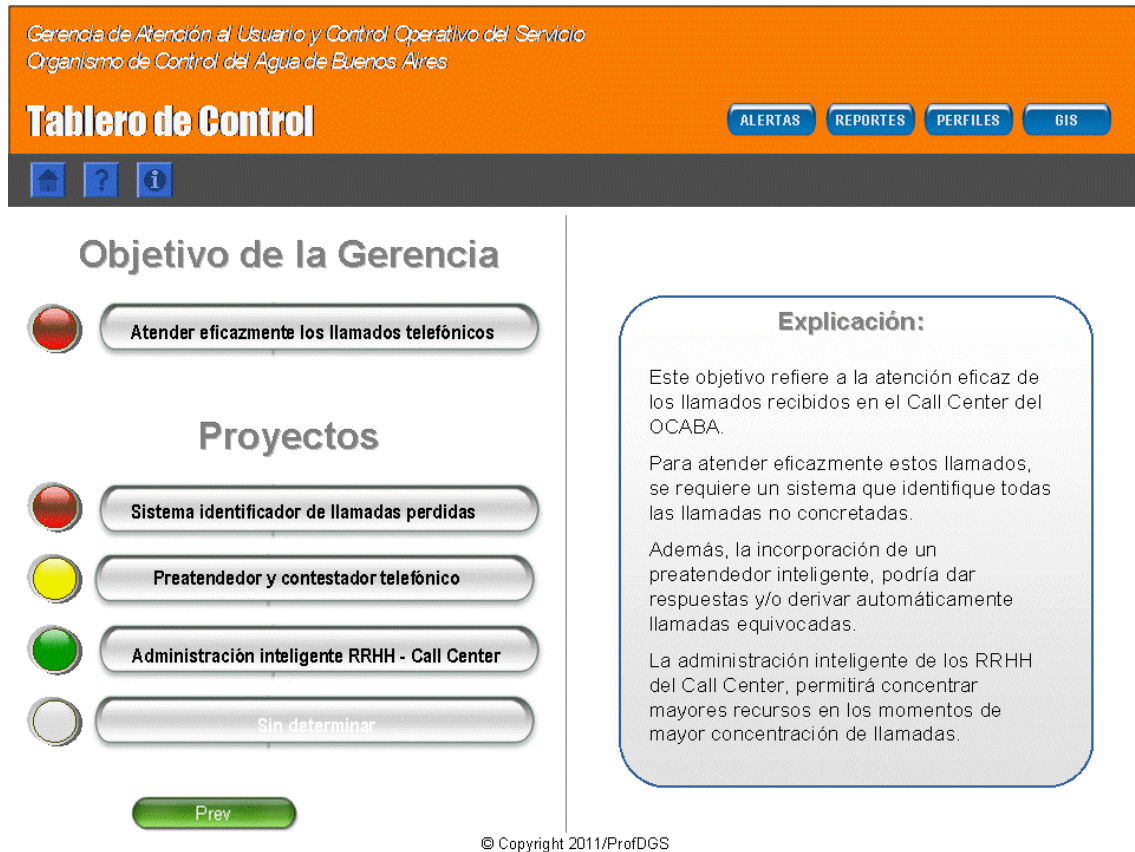 Gerencia de Atención al Usuario y Control Operativo del Servicio
Organismo de Control del Agua de Buenos Aires
Tablero de Control
ALERTAS
REPORTES
PERFILES
GIS
?
i
Objetivo de la Gerencia
Atender eficazmente los llamados telefónicos
Proyectos
Sistema identificador de llamadas perdidas
Preatendedor y contestador telefónico
Administración inteligente RRHH - Call Center
Sin determinar
Prev
Explicación:
Este objetivo refiere a la atención eficaz de
los llamados recibidos en el Call Center del
OCABA.
Para atender eficazmente estos llamados,
se requiere un sistema que identifique todas
las llamadas no concretadas.
Además, la incorporación de un
preatendedor inteligente, podría dar
respuestas y/o derivar automáticamente
llamadas equivocadas.
La administración inteligente de los RRHH
del Call Center, permitirá concentrar
mayores recursos en los momentos de
mayor concentración de llamadas.
© Copyright 2011/ProfDGS